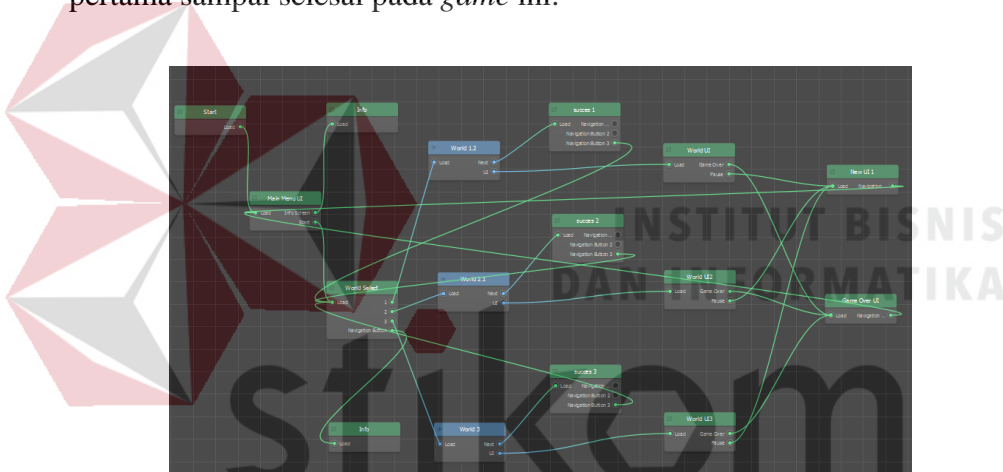 pertama sampai selesai pada game ini.
Start
Load
Info
Load
succes 1
Load Navigation ...
Navigation Button 2
Navigation Button 3
World 1.2
Load Next
UI
World UI
Load Game Over
Pause
New UI 1
Load Navigation ...
Main Menu UI
Load Info Screen
Start
succes 2
Load Navigation ...
Navigation Button 2
Navigation Button 3
INSTITUT BISNIS
DAN INFORMATIKA
World Select
Load 1
2
3
Navigation Button
World 2.1
Load Next
UI
World UI2
Load Game Over
Pause
Game Over UI
Load Navigation ...
stikom
succes 3
Load Navigation ...
Navigation Button 2
Navigation Button 3
Info
Load
World 3
Load Next
UI
World UI3
Load Game Over
Pause